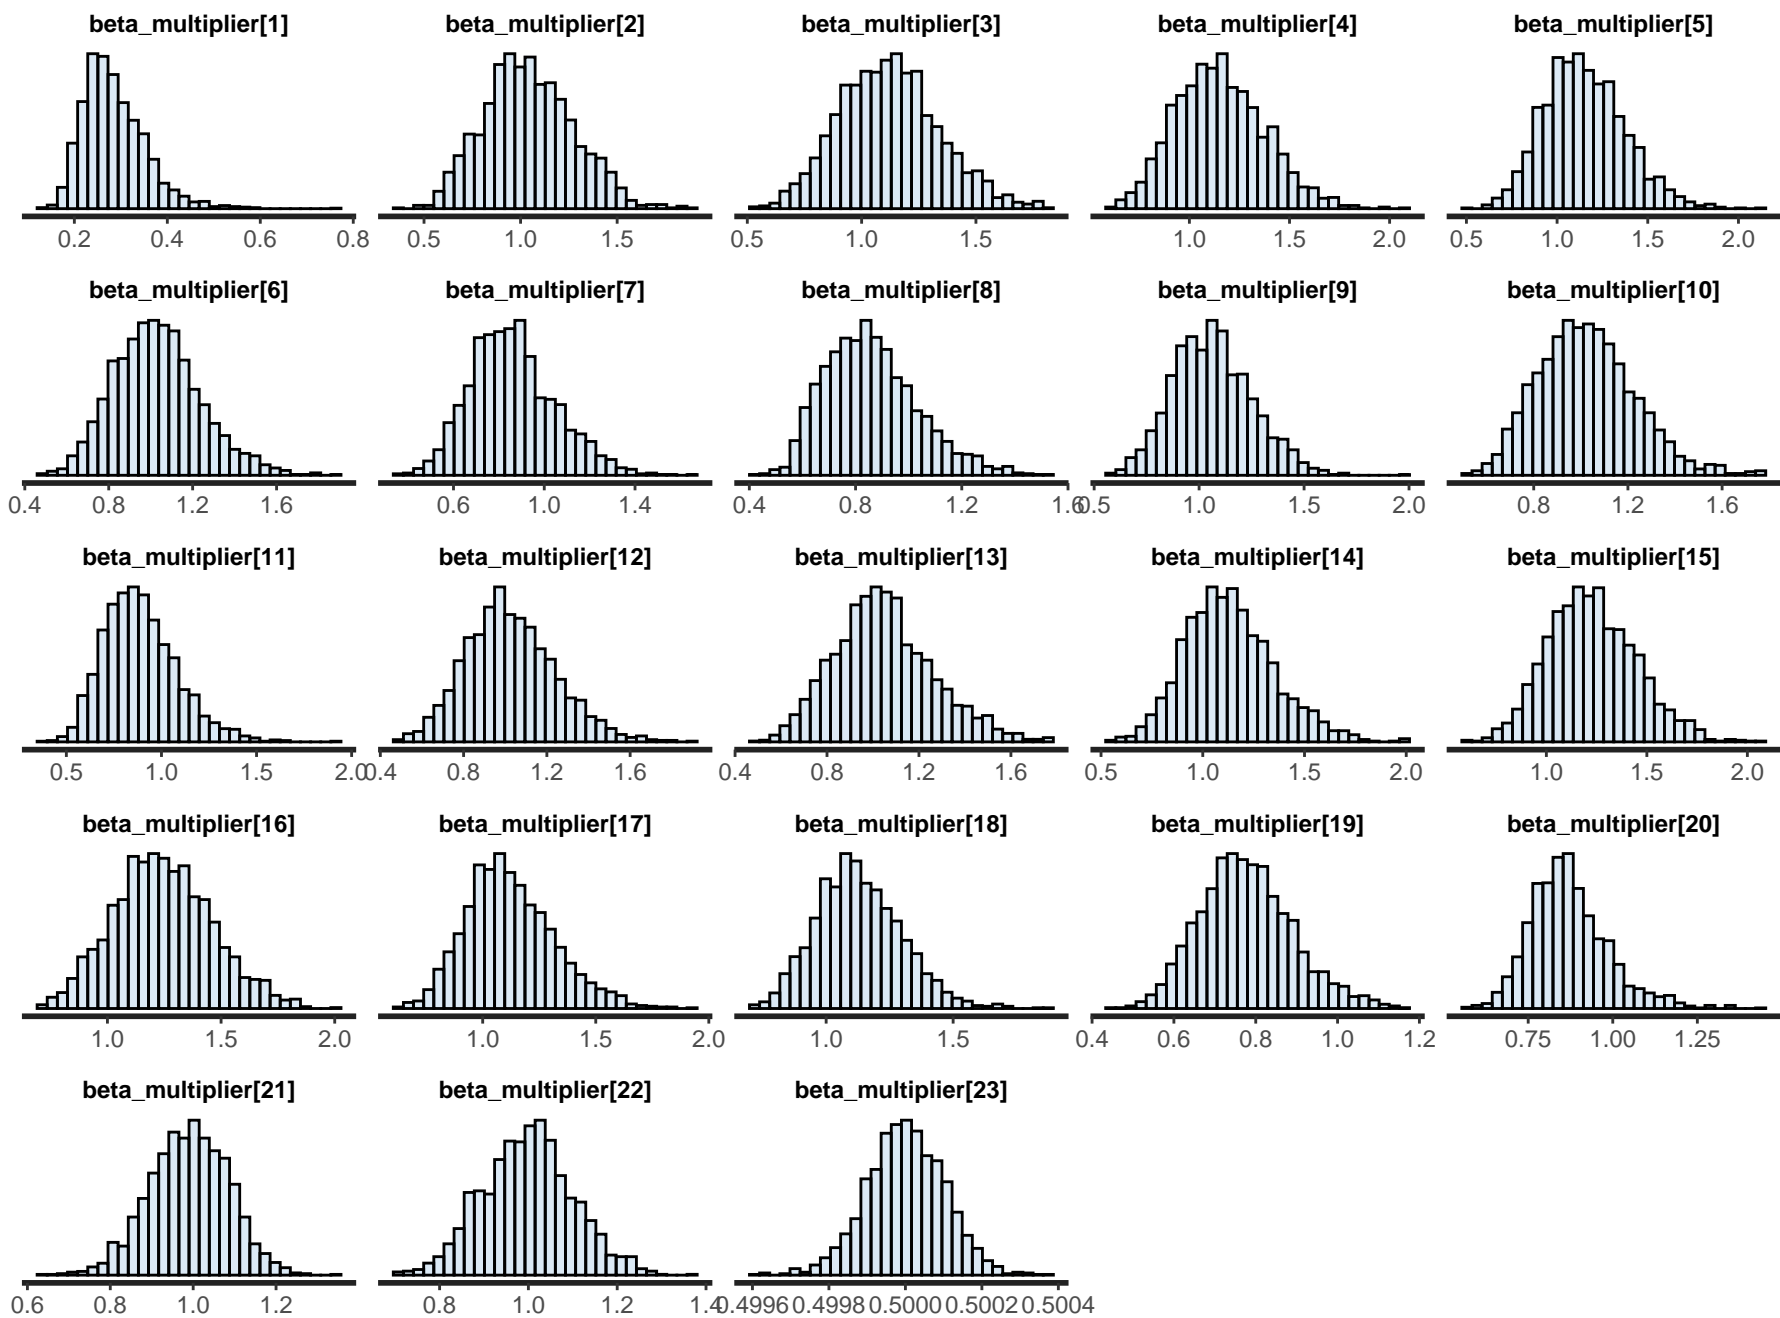 beta_multiplier[1] beta_multiplier[2] beta_multiplier[3] beta_multiplier[4] beta_multiplier[5]
0.2 0.4 0.6 0.8 0.5 1.0 1.5 0.5 1.0 1.5 1.0 1.5 2.0 0.5 1.0 1.5 2.0
beta_multiplier[6] beta_multiplier[7] beta_multiplier[8] beta_multiplier[9] beta_multiplier[10]
0.4 0.8 1.2 1.6 0.6 1.0 1.4 0.4 0.8 1.2 1.6 0.5 1.0 1.5 2.0 0.8 1.2 1.6
beta_multiplier[11] beta_multiplier[12] beta_multiplier[13] beta_multiplier[14] beta_multiplier[15]
0.5 1.0 1.5 2.0 0.4 0.8 1.2 1.6 0.4 0.8 1.2 1.6 0.5 1.0 1.5 2.0 1.0 1.5 2.0
beta_multiplier[16] beta_multiplier[17] beta_multiplier[18] beta_multiplier[19] beta_multiplier[20]
1.0 1.5 2.0 1.0 1.5 2.0 1.0 1.5 0.4 0.6 0.8 1.0 1.2 0.75 1.00 1.25
beta_multiplier[21] beta_multiplier[22] beta_multiplier[23]
0.6 0.8 1.0 1.2 0.8 1.0 1.2 1.4 0.4996 0.4998 0.5000 0.5002 0.5004